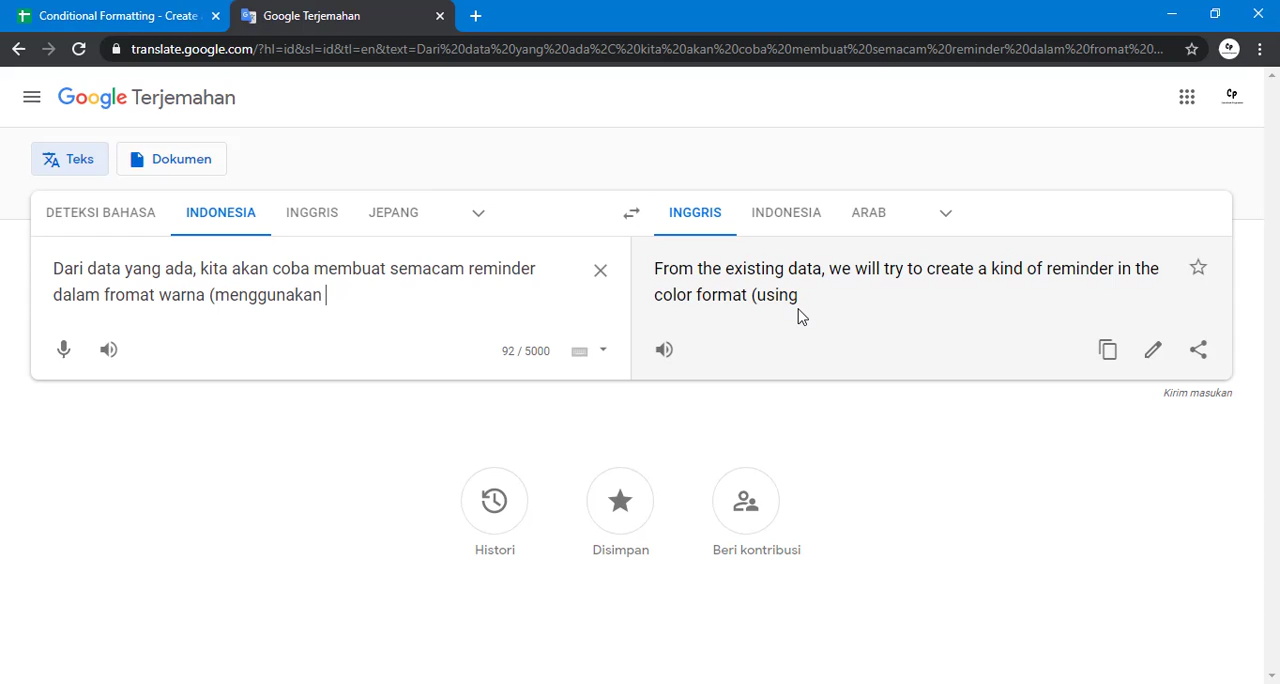 Conditional Formatting - Create
Google Terjemahan
translate.google.com/?hl=id&sl=id&tl=en&text=Dari%20data%20yang%20ada%2C%20kita%20akan%20coba%20membuat%20semacam%20reminder%20dalam%20fromat%20...
Cp
Google Terjemahan
Cp
Teks
Dokumen
DETEKSI BAHASA
INDONESIA
INGGRIS
JEPANG
INGGRIS
INDONESIA
ARAB
Dari data yang ada, kita akan coba membuat semacam reminder
dalam fromat warna (menggunakan
From the existing data, we will try to create a kind of reminder in the
color format (using
92 / 5000
Kirim masukan
Histori
Disimpan
Beri kontribusi